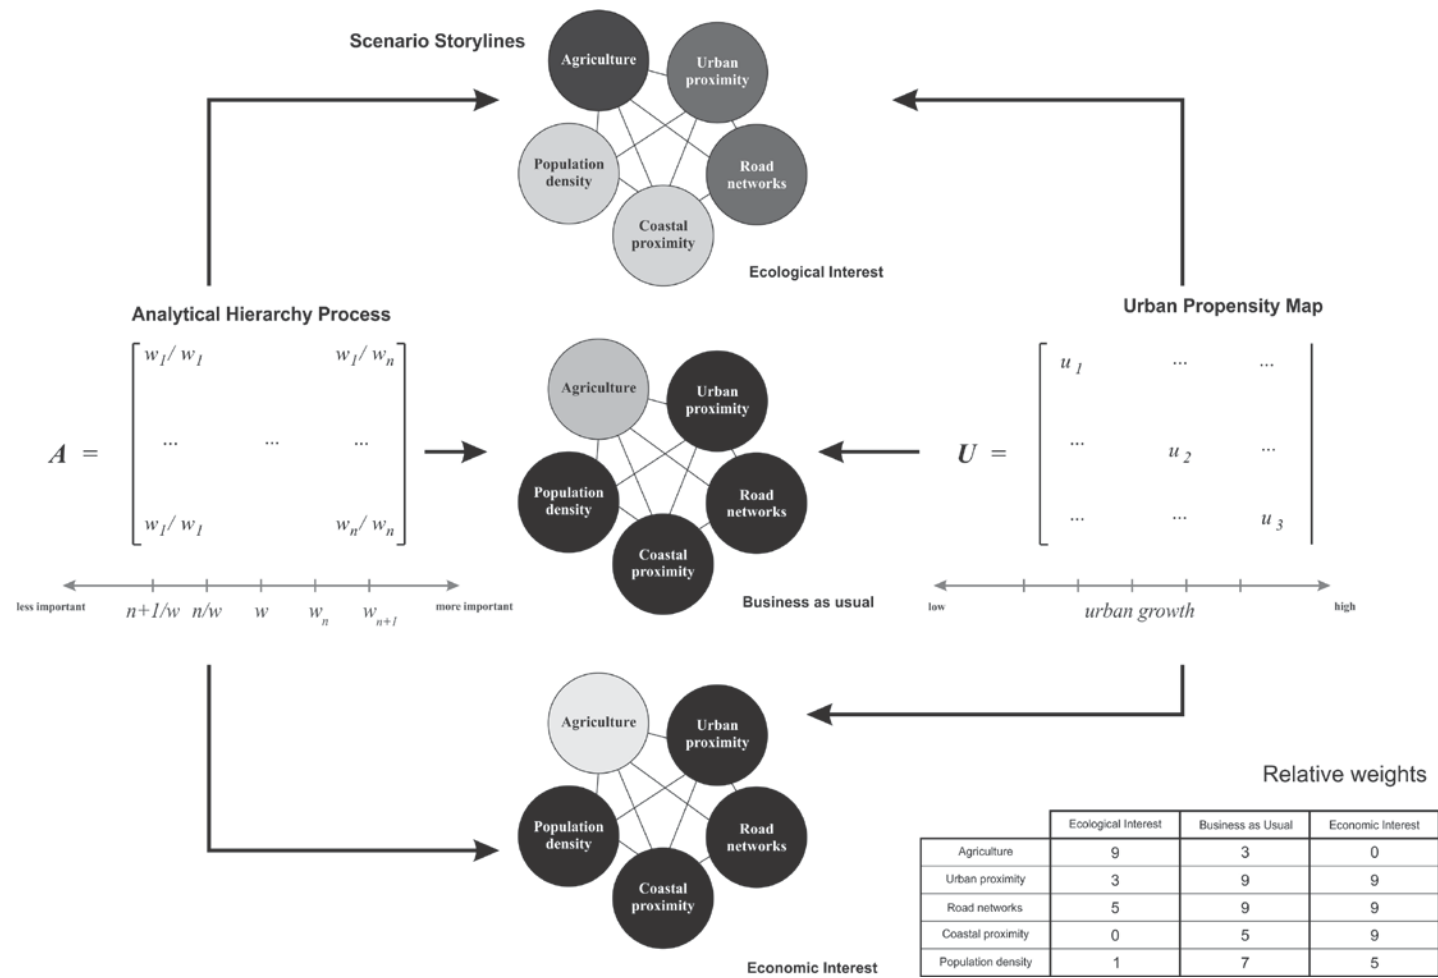 Scenario Storylines
Agriculture
Urban
proximity
Population
density
Road
networks
Coastal
proximity
Ecological Interest
Analytical Hierarchy Process
A =
w1/ w1 w1/ wn
... ... ...
w1/ w1 wn/ wn
less important
more important
n+1/w n/w w wn wn+1
Agriculture
Urban
proximity
Population
density
Road
networks
Coastal
proximity
Business as usual
Urban Propensity Map
U =
u1 ... ...
... u2 ...
... ... u3
low
urban growth
high
Agriculture
Urban
proximity
Population
density
Road
networks
Coastal
proximity
Economic Interest
Relative weights
Ecological Interest Business as Usual Economic Interest
Agriculture 9 3 0
Urban proximity 3 9 9
Road networks 5 9 9
Coastal proximity 0 5 9
Population density 1 7 5